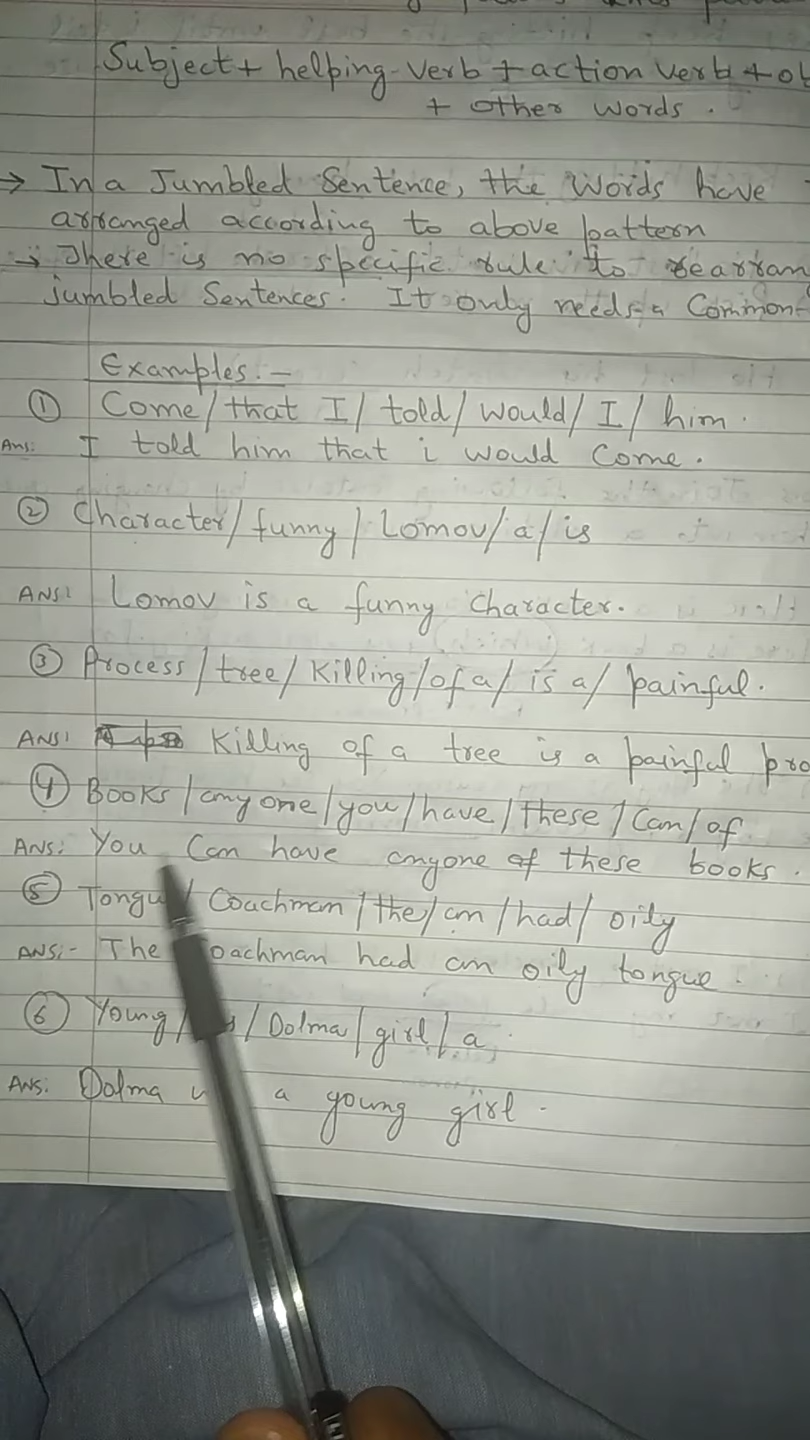 Subject + helping verb + action verb + ob
+ other words.
→ In a Jumbled Sentence, the words have
arranged according to above pattern
→ There is no specific rule to rearran
jumbled Sentences. It only needs a Common-
Examples:-
① Come/that I/told/would/I/him.
Ans: I told him that i would Come.
② Character/funny/Lomov/a/is
ANS: Lomov is a funny Character.
③ Process/tree/killing/of a/is a/painful.
ANS: Killing of a tree is a painful pro
④ Books/anyone/you/have/these/Can/of
ANS: You Can have anyone of these books.
⑤ Tongu/Coachman/the/an/had/oily
ANS:- The oachman had an oily tongue.
⑥ Young/Dolma/girl/a
ANS: Dolma a young girl.